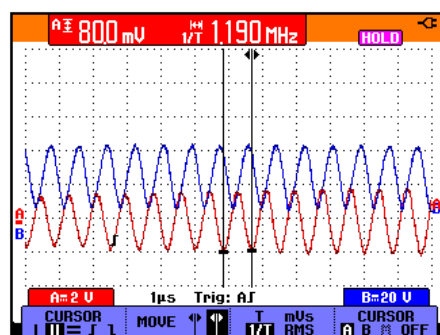 A 80.0 mV 1/T 1.190 MHz
HOLD
A
B
A
B
A=2 V 1µs Trig: A B=20 V
CURSOR MOVE T mVs CURSOR
1/T RMS A B OFF